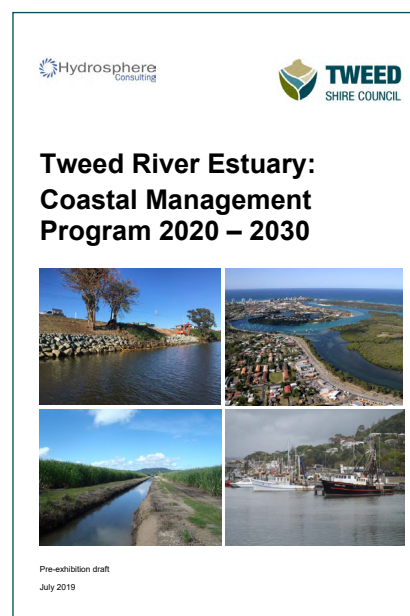 Hydrosphere
Consulting
TWEED
SHIRE COUNCIL
Tweed River Estuary:
Coastal Management
Program 2020 – 2030
Pre-exhibition draft
July 2019